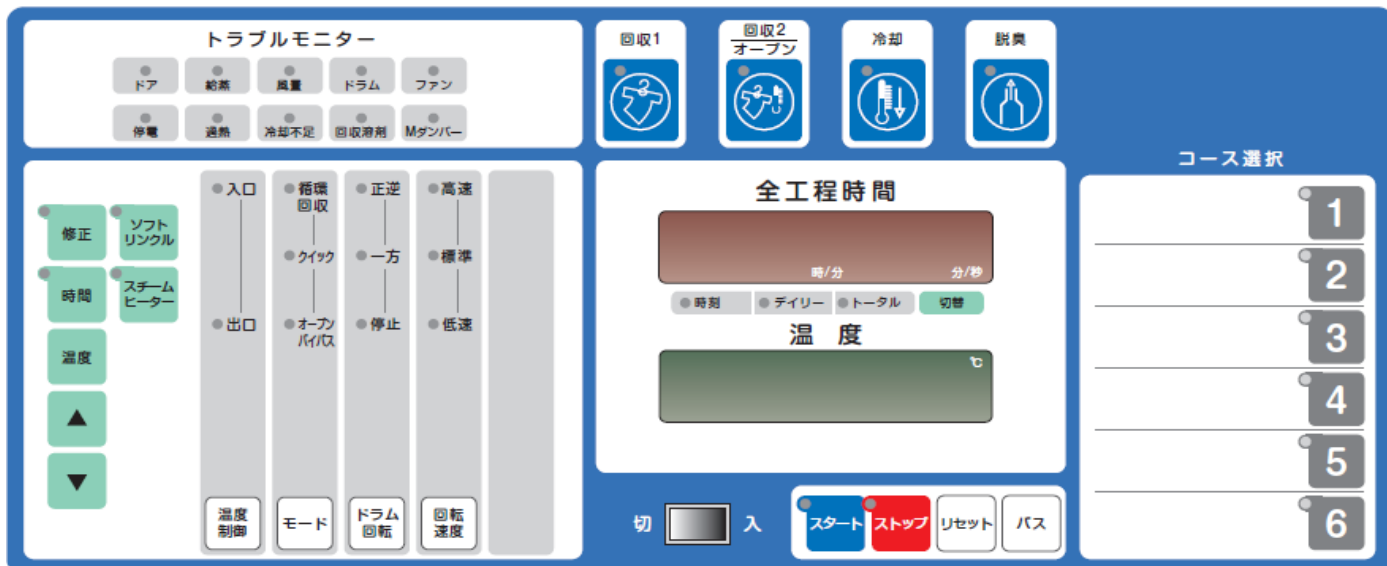 トラブルモニター
ドア 給蒸 風量 ドラム ファン
停電 過熱 冷却不足 回収溶剤 Mダンパー
回収1
回収2
オープン
冷却
脱臭
修正
ソフト
リンクル
時間
スチーム
ヒーター
温度
▲
▼
入口
出口
温度
制御
循環
回収
クイック
オープン
バイパス
モード
正逆
一方
停止
ドラム
回転
高速
標準
低速
回転
速度
全工程時間
時/分 分/秒
時刻 デイリー トータル 切替
温 度
℃
切 入
スタート ストップ リセット パス
コース選択
1
2
3
4
5
6